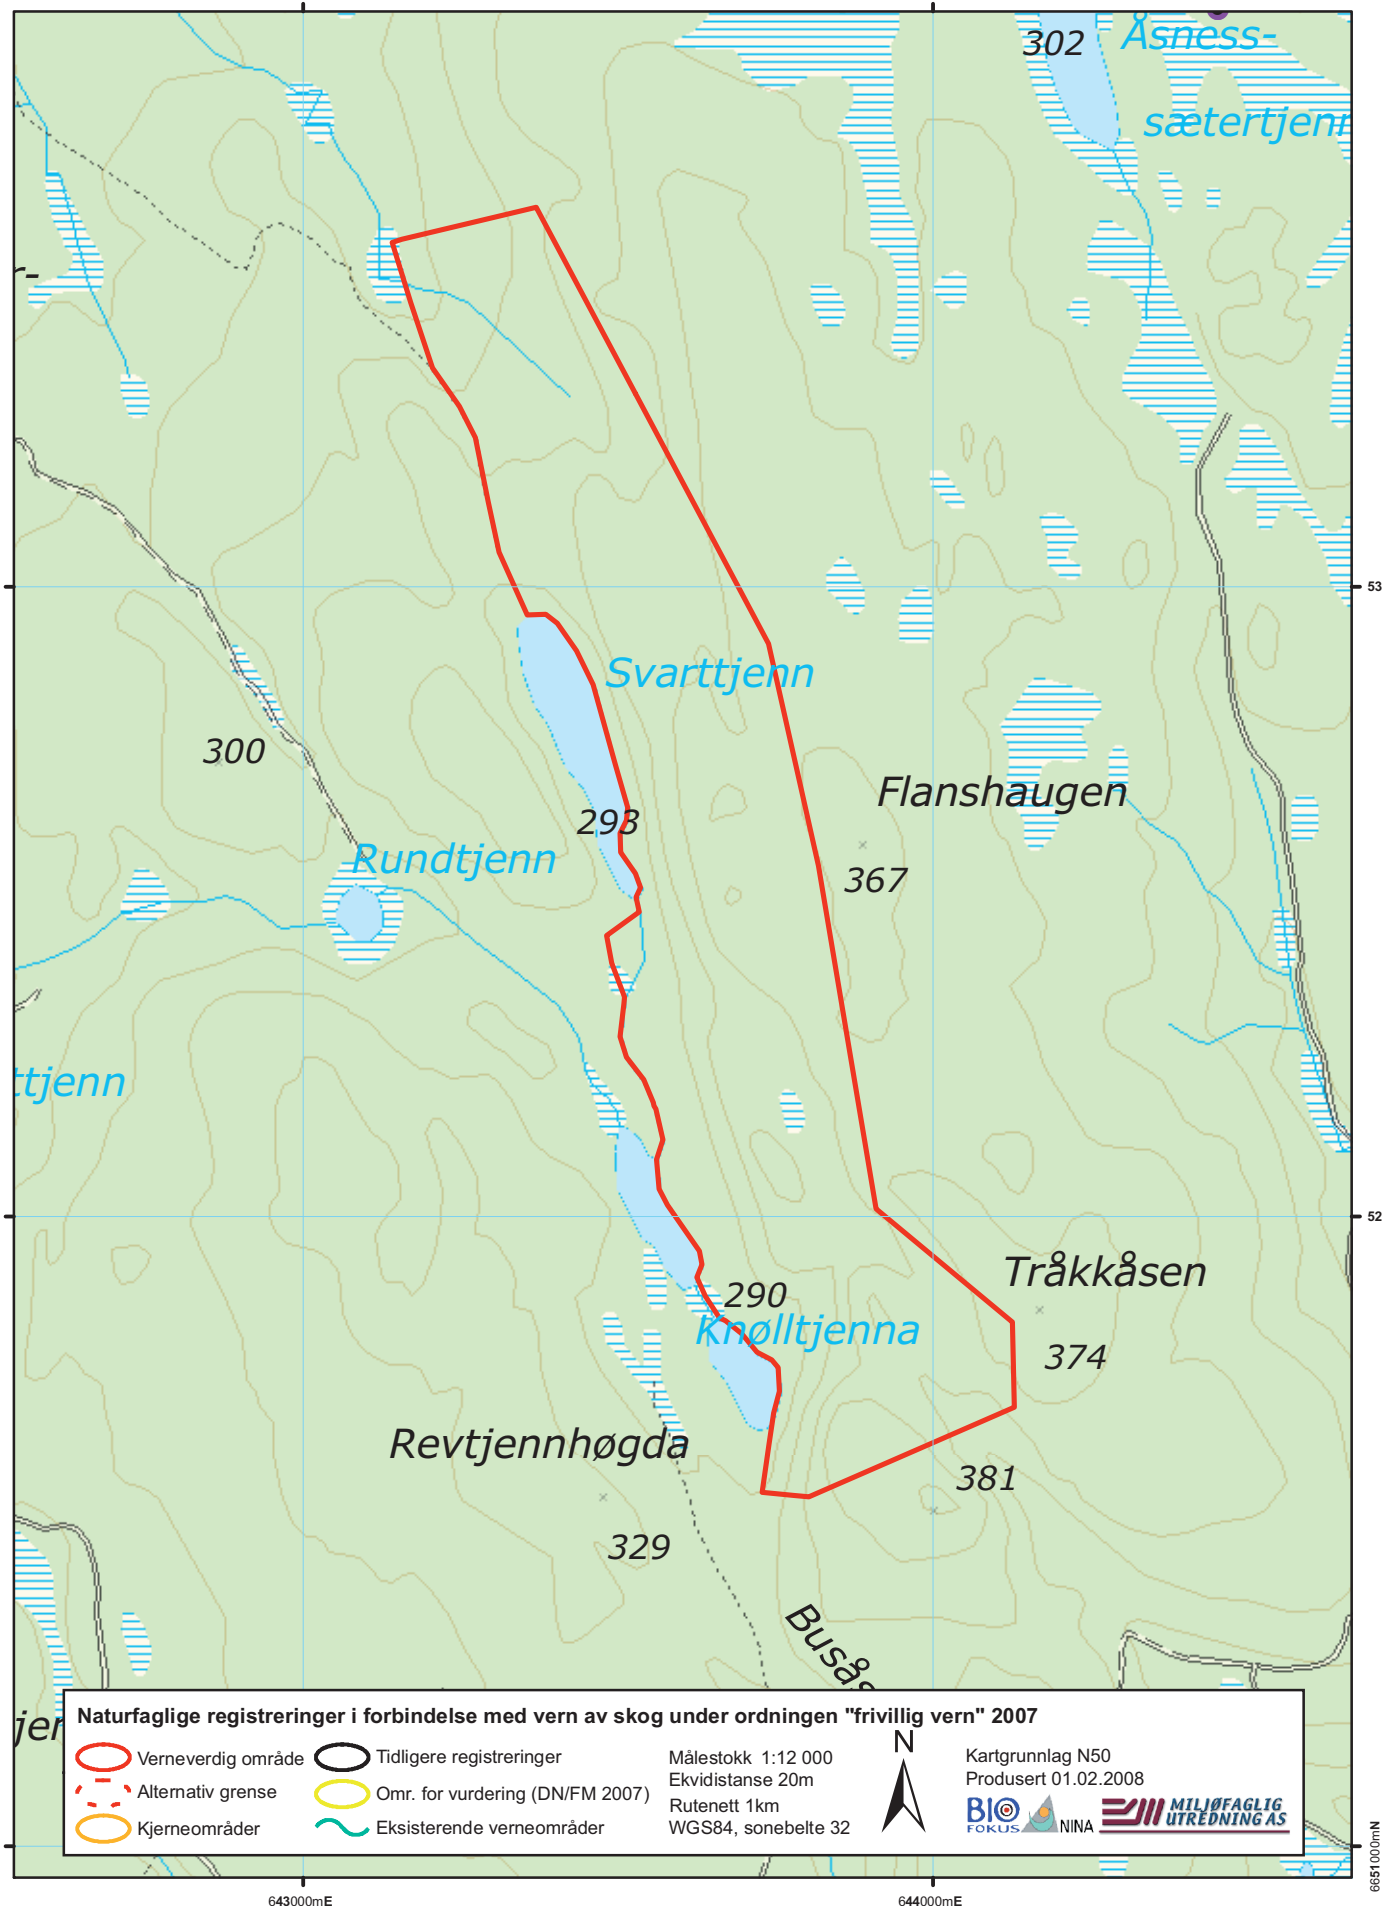 302
Åsness-
sætertjenn
r-
53
Svarttjenn
300
Flanshaugen
293
Rundtjenn
367
ttjenn
52
Tråkkåsen
290
Knølltjenna
374
Revtjennhøgda
381
329
Busås
jen
Naturfaglige registreringer i forbindelse med vern av skog under ordningen "frivillig vern" 2007
Verneverdig område
Alternativ grense
Kjerneområder
Tidligere registreringer
Omr. for vurdering (DN/FM 2007)
Eksisterende verneområder
Målestokk 1:12 000
Ekvidistanse 20m
Rutenett 1km
WGS84, sonebelte 32
N
Kartgrunnlag N50
Produsert 01.02.2008
BIO
FOKUS
NINA
MILJØFAGLIG
UTREDNING AS
6651000mN
643000mE
644000mE